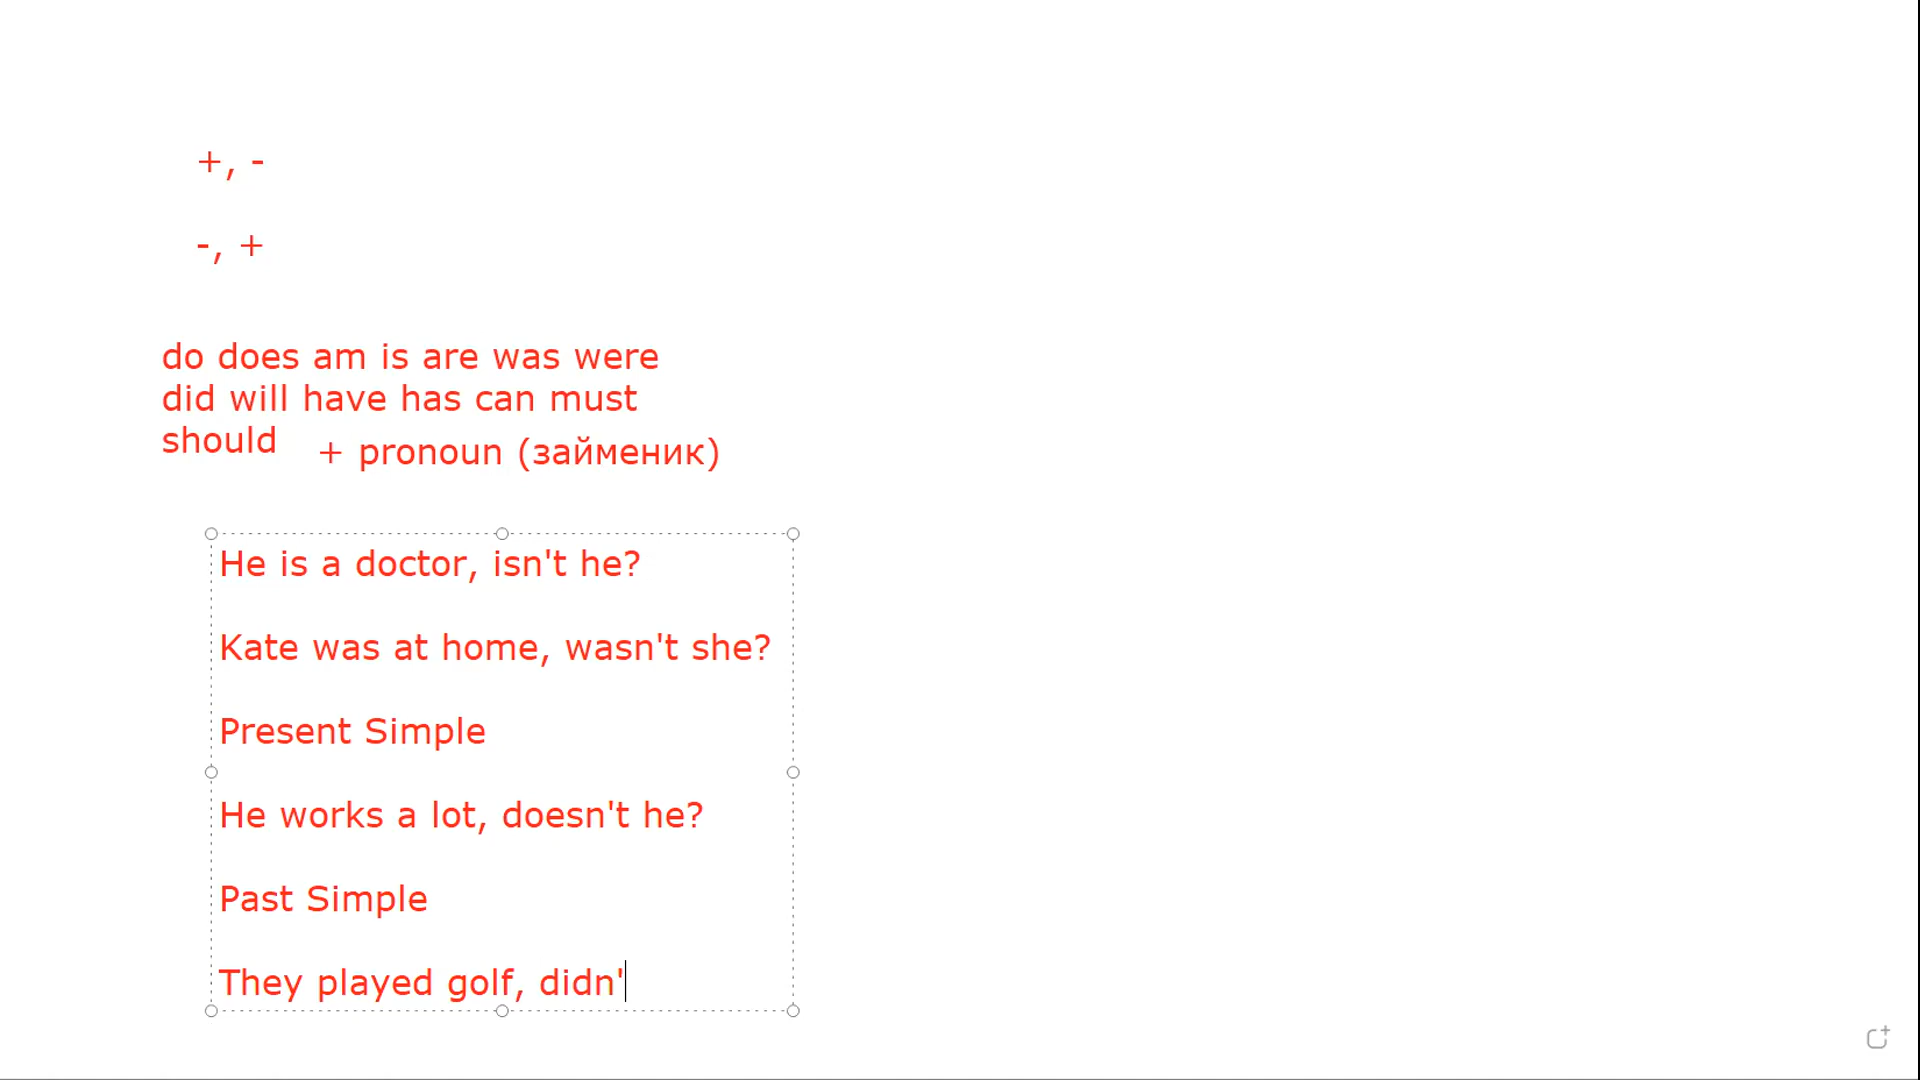 +, -
-, +
do does am is are was were
did will have has can must
should
+ pronoun (займеник)
He is a doctor, isn't he?
Kate was at home, wasn't she?
Present Simple
He works a lot, doesn't he?
Past Simple
They played golf, didn'